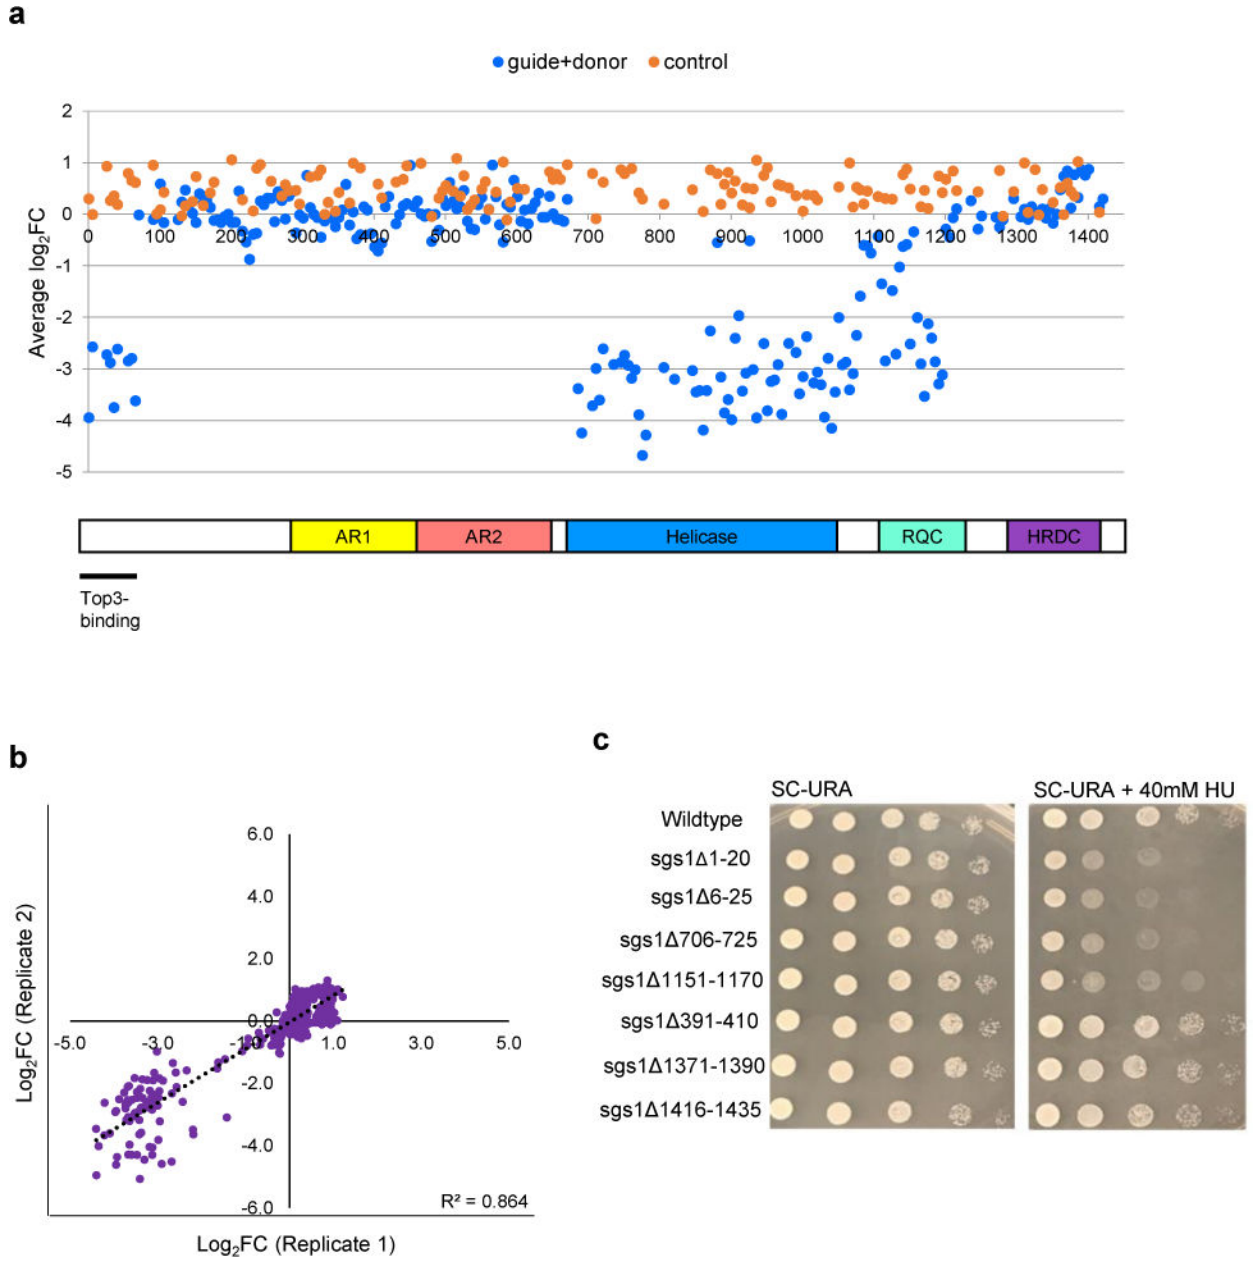 a
guide+donor control
2
1
0
-1
-2
-3
-4
-5
Average log₂FC
0 100 200 300 400 500 600 700 800 900 1000 1100 1200 1300 1400
AR1 AR2 Helicase RQC HRDC
Top3-
binding
b
6.0
4.0
2.0
0.0
-5.0 -3.0 -1.0 1.0 3.0 5.0
-2.0
-4.0
-6.0
R² = 0.864
Log₂FC (Replicate 2)
Log₂FC (Replicate 1)
c
SC-URA SC-URA + 40mM HU
Wildtype
sgs1Δ1-20
sgs1Δ6-25
sgs1Δ706-725
sgs1Δ1151-1170
sgs1Δ391-410
sgs1Δ1371-1390
sgs1Δ1416-1435